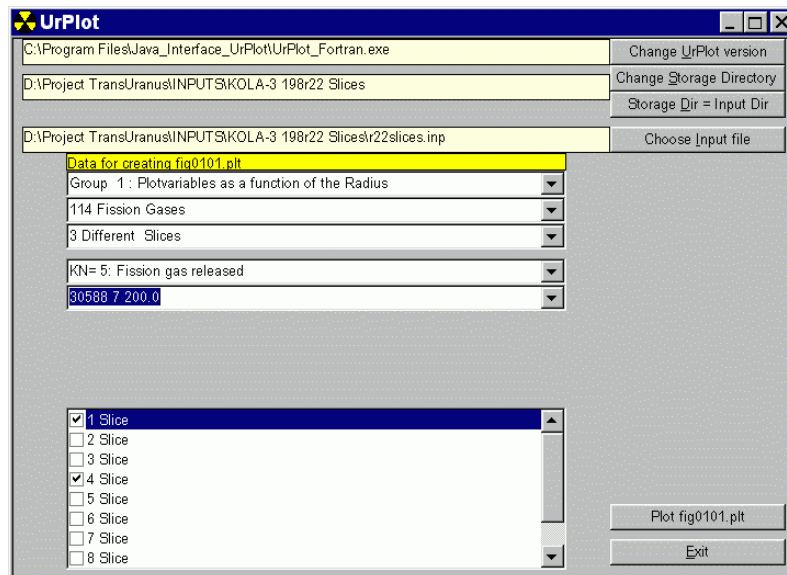 UrPlot
C:\Program Files\Java_Interface_UrPlot\UrPlot_Fortran.exe
Change UrPlot version
D:\Project TransUranus\INPUTS\KOLA-3 198r22 Slices
Change Storage Directory
Storage Dir = Input Dir
D:\Project TransUranus\INPUTS\KOLA-3 198r22 Slices\r22slices.inp
Choose Input file
Data for creating fig0101.plt
Group 1 : Plotvariables as a function of the Radius
114 Fission Gases
3 Different Slices
KN= 5: Fission gas released
30588 7 200.0
1 Slice
2 Slice
3 Slice
4 Slice
5 Slice
6 Slice
7 Slice
8 Slice
Plot fig0101.plt
Exit